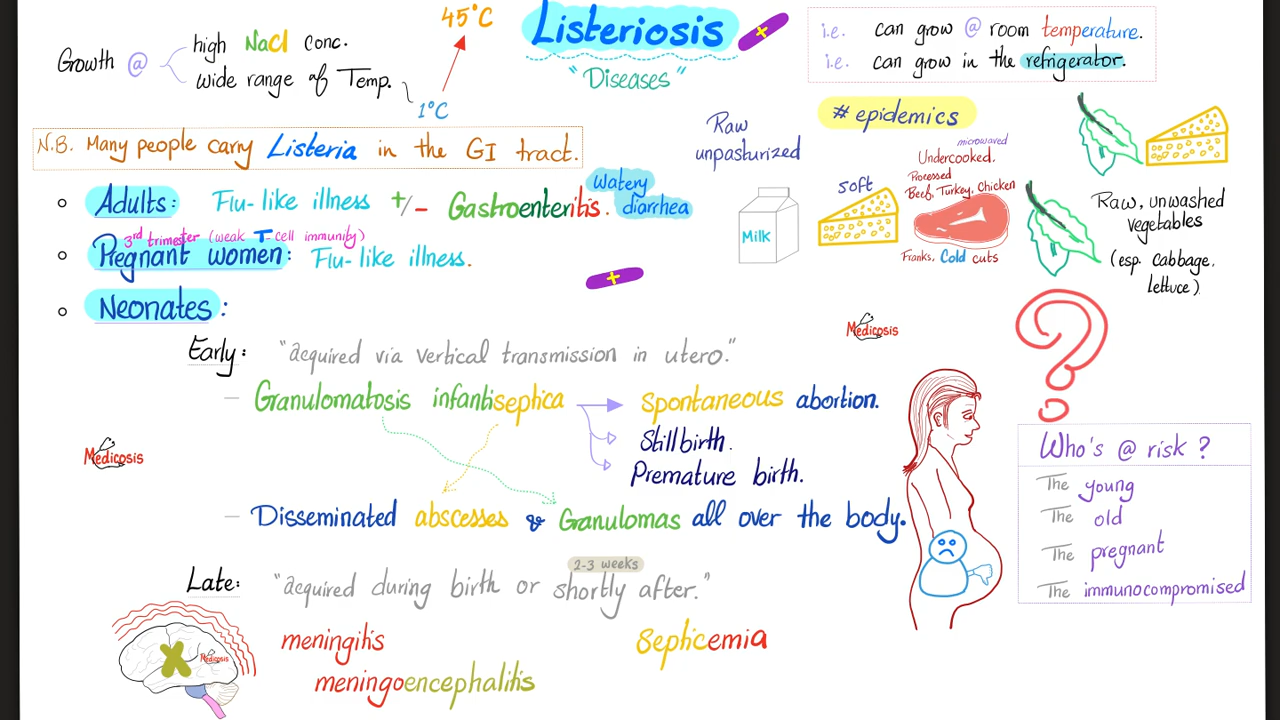 Listeriosis
"Diseases"
Growth @
high NaCl conc.
wide range of Temp.
45°C
1°C
i.e. can grow @ room temperature.
i.e. can grow in the refrigerator.
N.B. Many people carry Listeria in the GI tract.
Adults: Flu-like illness +/- Gastroenteritis.
Watery diarrhea
3rd trimester (weak T-cell immunity)
Pregnant women: Flu-like illness.
Neonates:
# epidemics
Raw
unpasturized
Milk
Soft
microwaved
Undercooked,
Processed
Beef, Turkey, Chicken
Franks, Cold cuts
Raw, unwashed
vegetables
(esp. cabbage,
lettuce)
Early: "acquired via vertical transmission in utero."
- Granulomatosis infantiseptica
Spontaneous abortion.
Stillbirth.
Premature birth.
- Disseminated abscesses & Granulomas all over the body.
Late: "acquired during birth or shortly after."
2-3 weeks
meningitis
meningoencephalitis
Septicemia
Who's @ risk ?
The young
The old
The pregnant
The immunocompromised
Medicosis
Medicosis
Medicosis